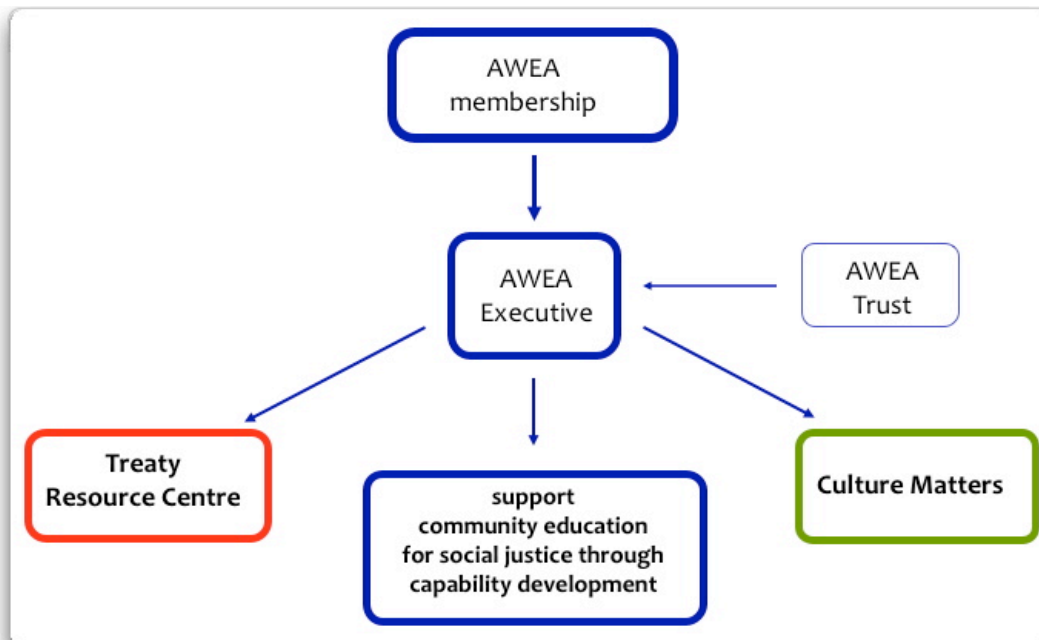 AWEA
membership
AWEA
Executive
AWEA
Trust
Treaty
Resource Centre
support
community education
for social justice through
capability development
Culture Matters